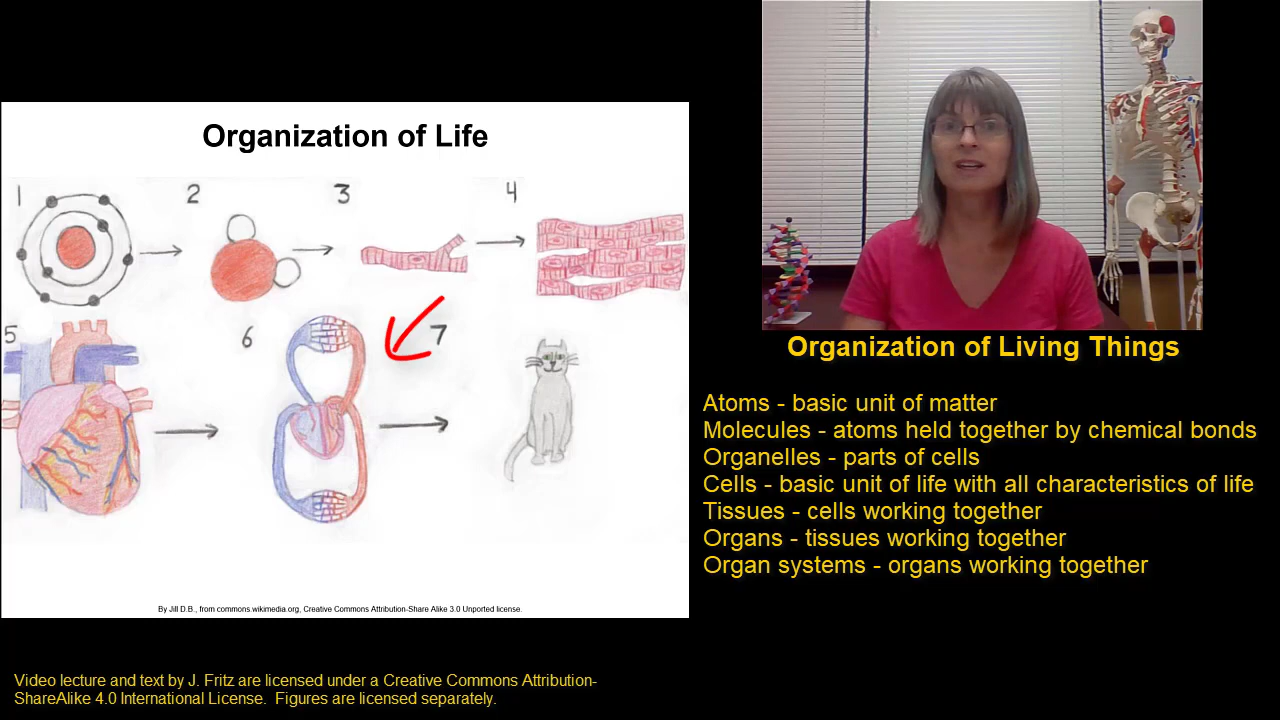 Organization of Life
1
2
3
4
5
6
7
By Jill D.B., from commons.wikimedia.org, Creative Commons Attribution-Share Alike 3.0 Unported license.
Organization of Living Things
Atoms - basic unit of matter
Molecules - atoms held together by chemical bonds
Organelles - parts of cells
Cells - basic unit of life with all characteristics of life
Tissues - cells working together
Organs - tissues working together
Organ systems - organs working together
Video lecture and text by J. Fritz are licensed under a Creative Commons Attribution-
ShareAlike 4.0 International License.  Figures are licensed separately.